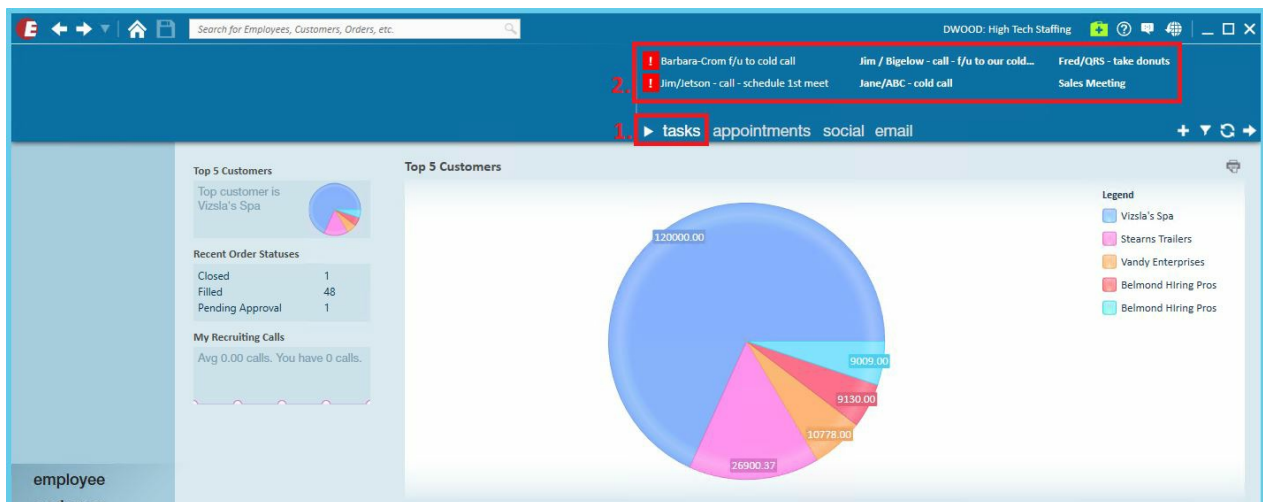 E
Search for Employees, Customers, Orders, etc.
DWOOD: High Tech Staffing
2.
! Barbara-Crom f/u to cold call
Jim / Bigelow - call - f/u to our cold...
Fred/QRS - take donuts
! Jim/Jetson - call - schedule 1st meet
Jane/ABC - cold call
Sales Meeting
1.
tasks appointments social email
Top 5 Customers
Top customer is
Vizsla's Spa
Recent Order Statuses
Closed 1
Filled 48
Pending Approval 1
My Recruiting Calls
Avg 0.00 calls. You have 0 calls.
Top 5 Customers
120000.00
9009.00
9130.00
10778.00
26900.37
Legend
Vizsla's Spa
Stearns Trailers
Vandy Enterprises
Belmond HIring Pros
Belmond HIring Pros
employee